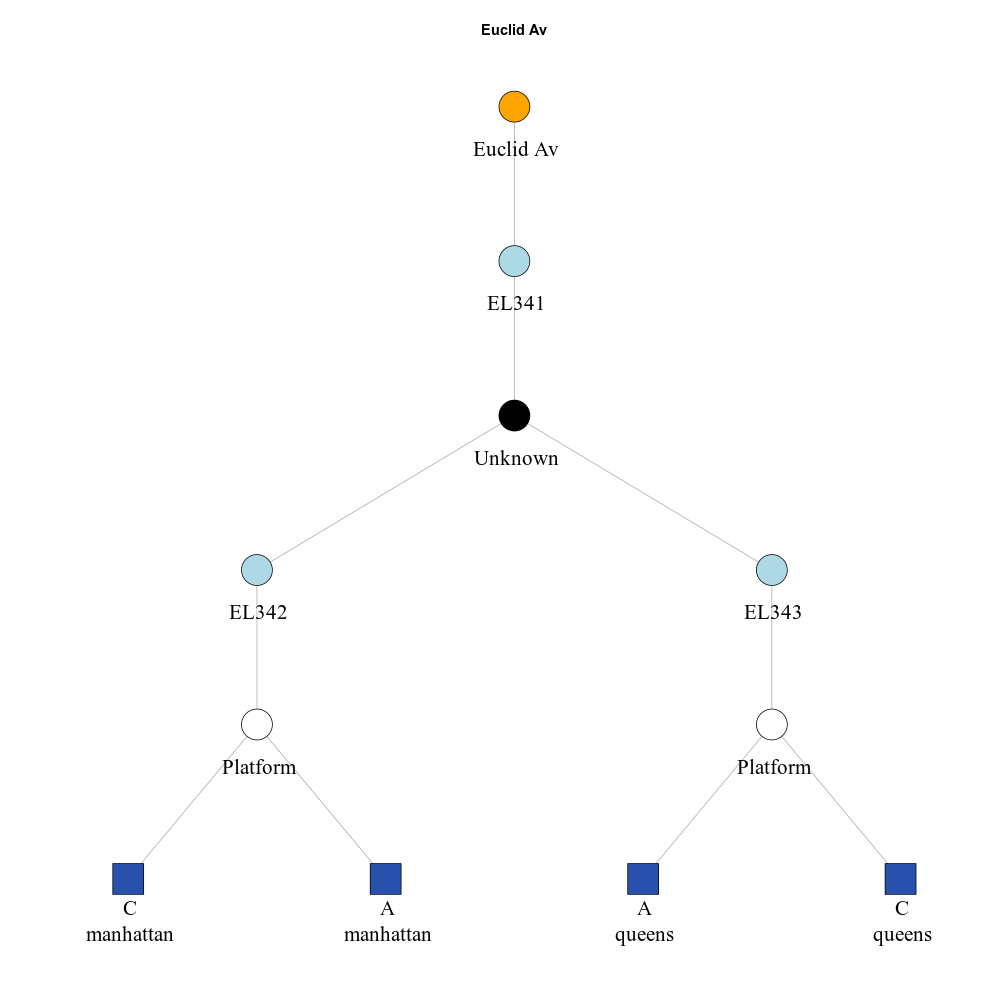 Euclid Av
Euclid Av
EL341
Unknown
EL342
EL343
Platform
Platform
C
manhattan
A
manhattan
A
queens
C
queens